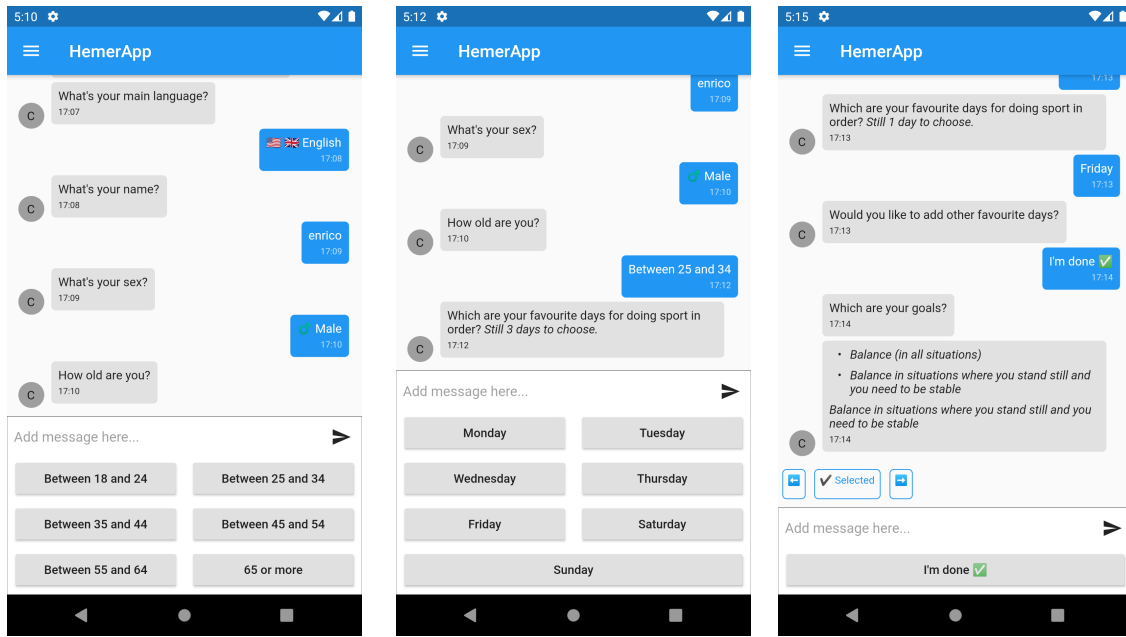 5:10
HemerApp
What's your main language?
17:07
C
🇺🇸 🇬🇧 English
17:08
What's your name?
17:08
C
enrico
17:09
What's your sex?
17:09
C
♂ Male
17:10
How old are you?
17:10
C
Add message here...
Between 18 and 24
Between 25 and 34
Between 35 and 44
Between 45 and 54
Between 55 and 64
65 or more
5:12
HemerApp
enrico
17:09
What's your sex?
17:09
C
♂ Male
17:10
How old are you?
17:10
C
Between 25 and 34
17:12
Which are your favourite days for doing sport in
order? Still 3 days to choose.
17:12
C
Add message here...
Monday
Tuesday
Wednesday
Thursday
Friday
Saturday
Sunday
5:15
HemerApp
17:13
Which are your favourite days for doing sport in
order? Still 1 day to choose.
17:13
C
Friday
17:13
Would you like to add other favourite days?
17:13
C
I'm done ✅
17:14
Which are your goals?
17:14
• Balance (in all situations)
• Balance in situations where you stand still and
you need to be stable
Balance in situations where you stand still and you
need to be stable
17:14
C
⬅️
✔ Selected
➡️
Add message here...
I'm done ✅